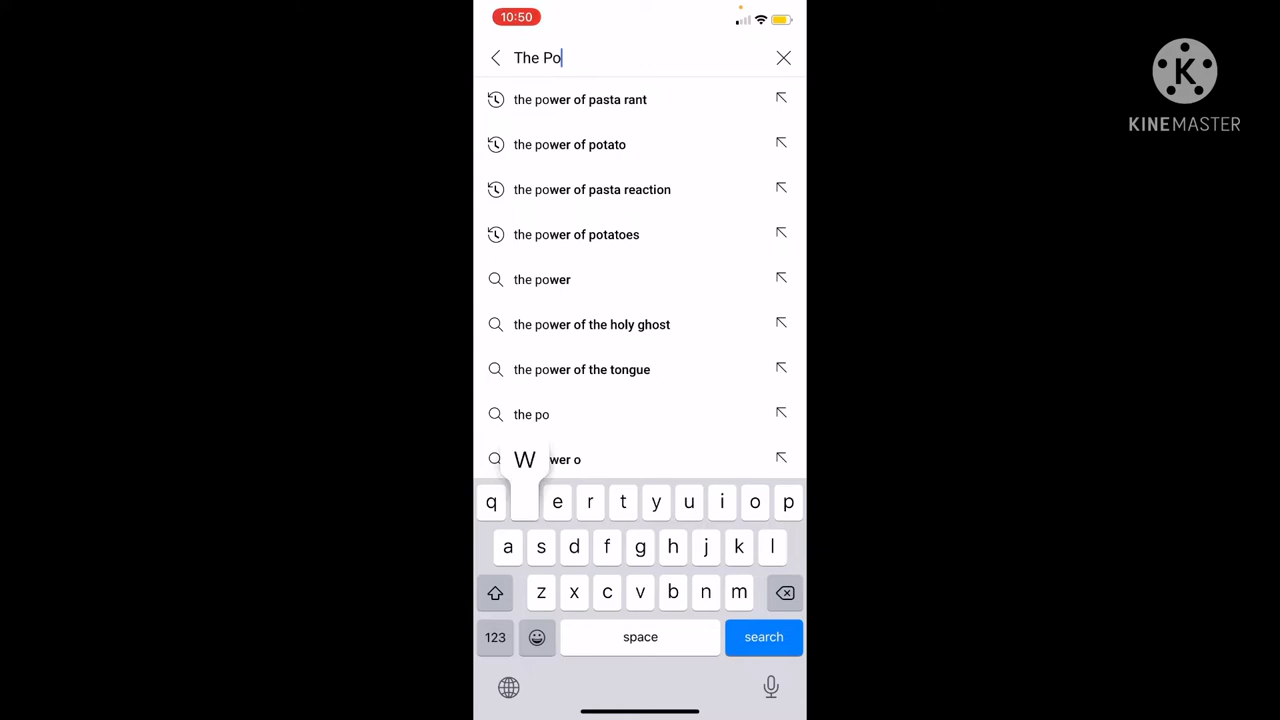 10:50
The Po
K
KINEMASTER
the power of pasta rant
the power of potato
the power of pasta reaction
the power of potatoes
the power
the power of the holy ghost
the power of the tongue
the po
wer o
W
q e r t y u i o p
a s d f g h j k l
z x c v b n m
123 space search